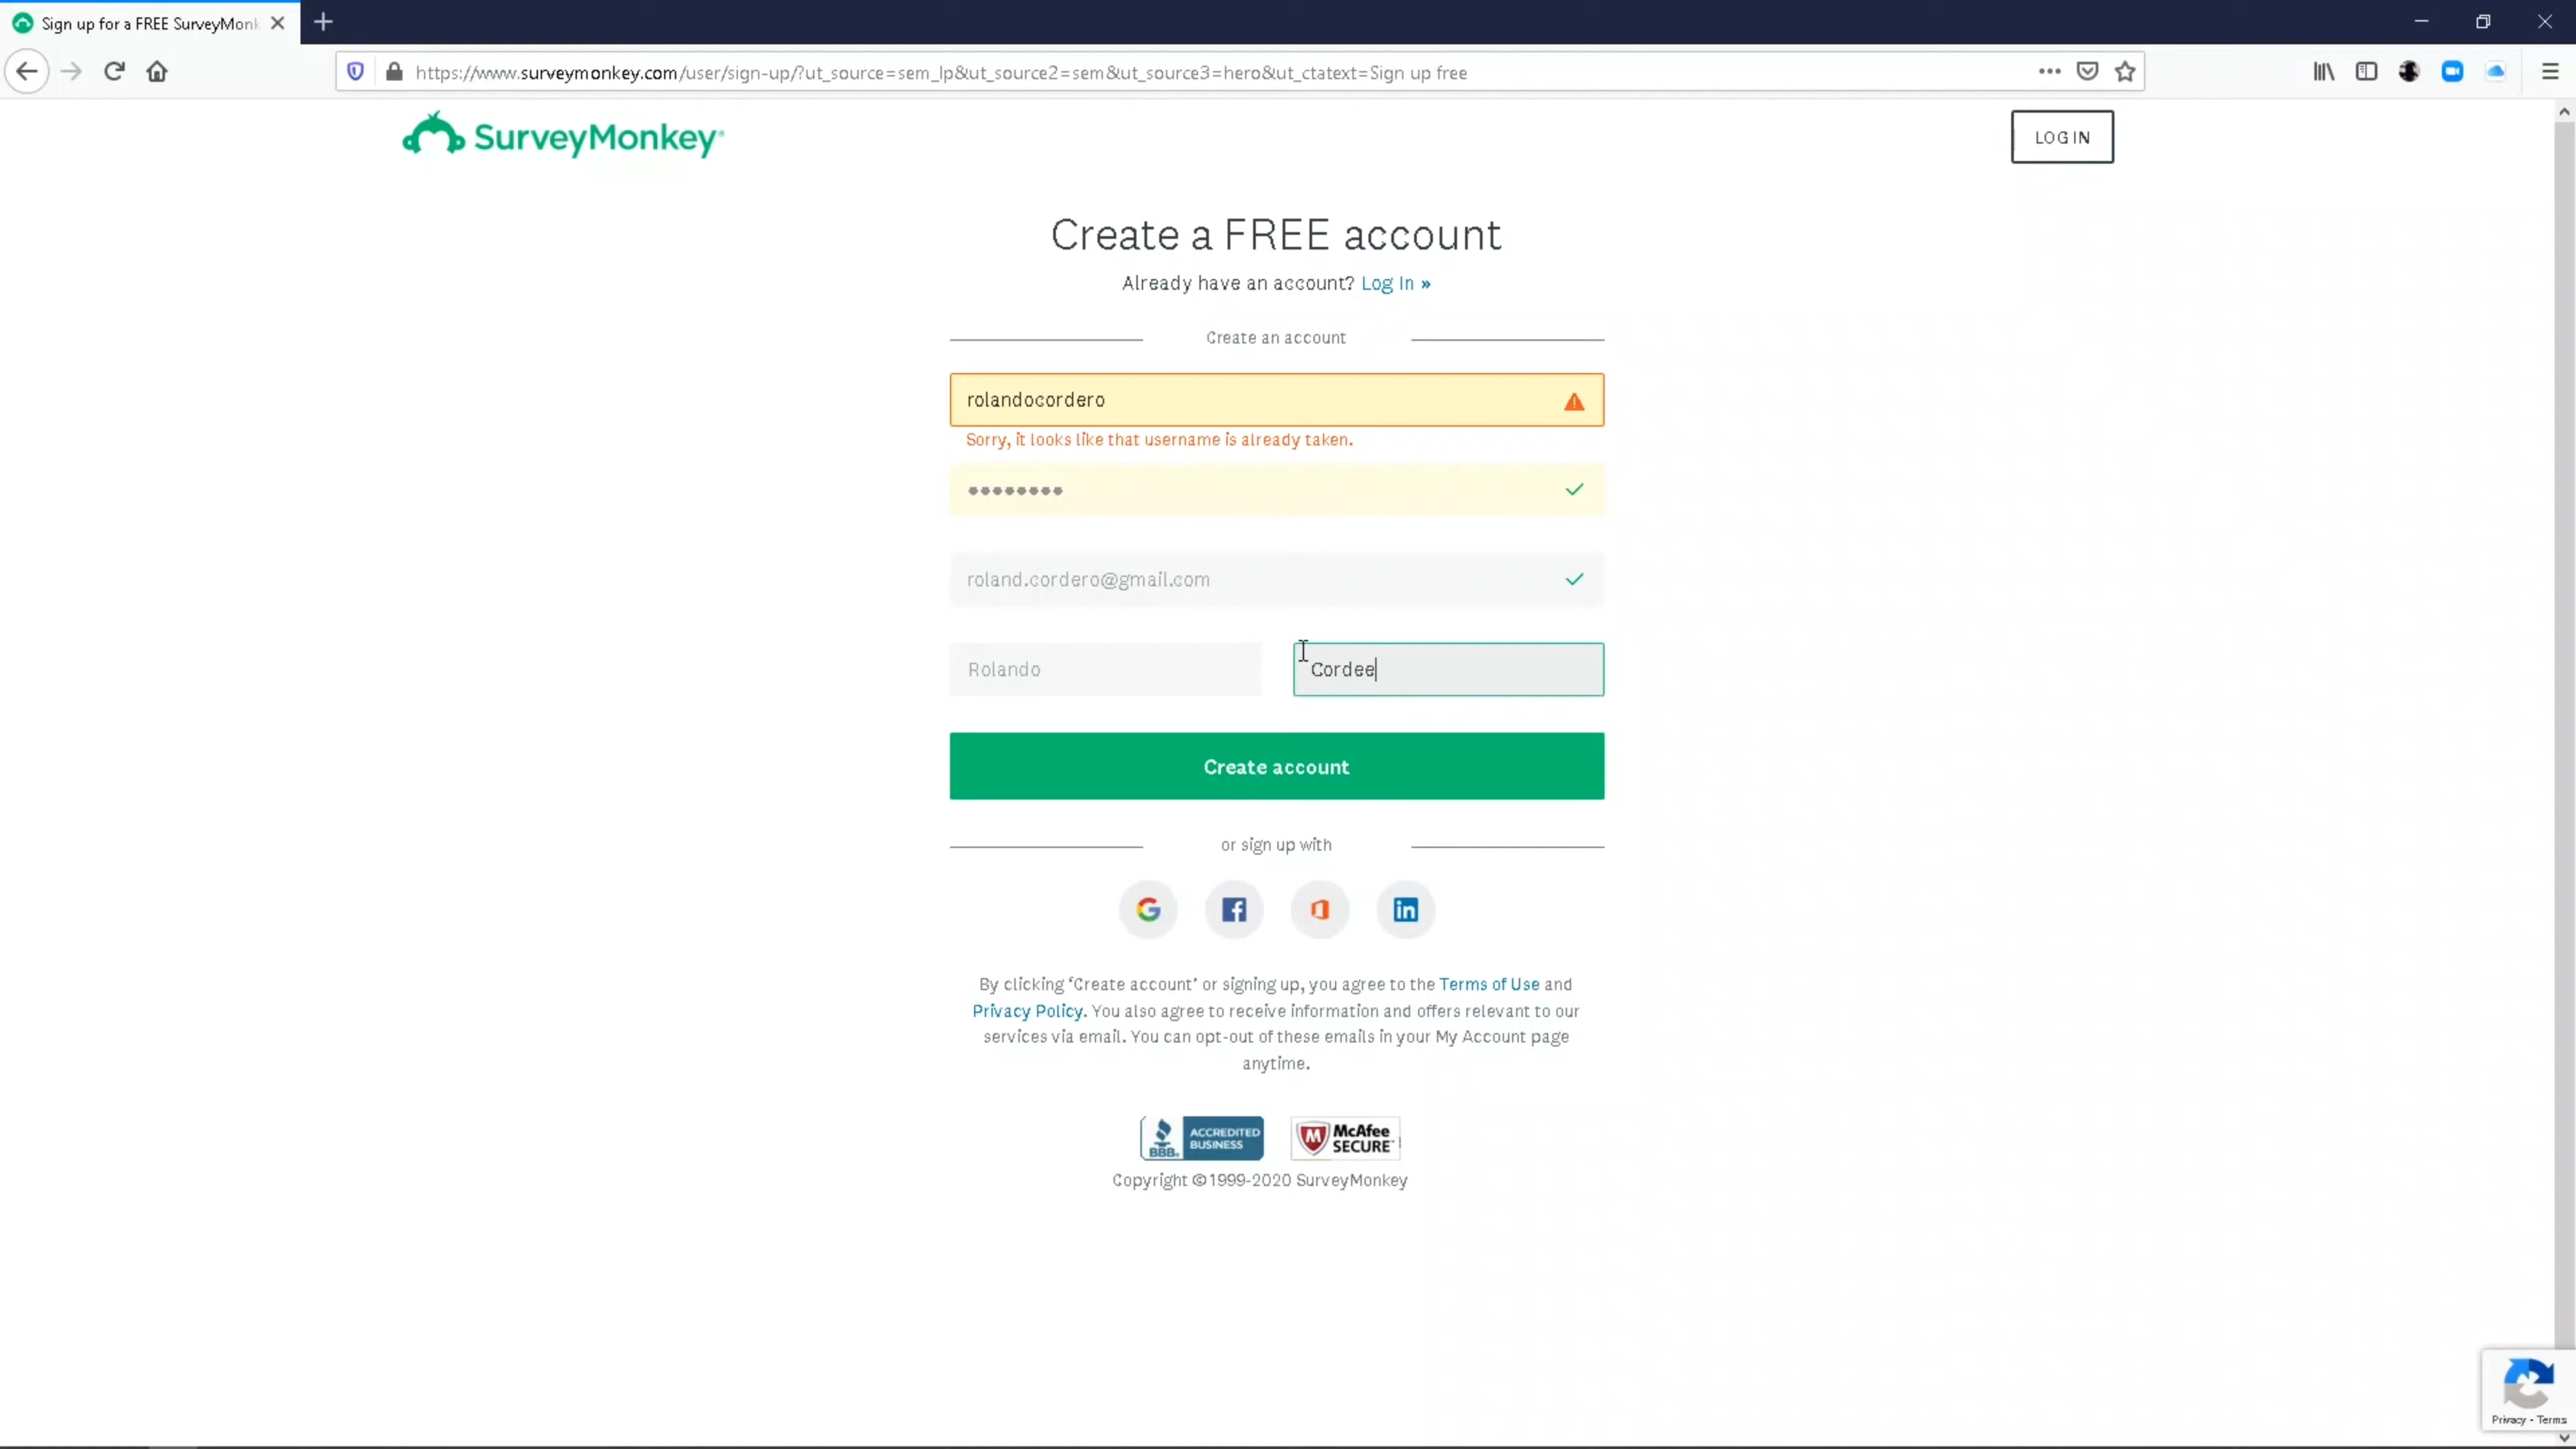 Sign up for a FREE SurveyMonk
https://www.surveymonkey.com/user/sign-up/?ut_source=sem_lp&ut_source2=sem&ut_source3=hero&ut_ctatext=Sign up free
SurveyMonkey
LOG IN
Create a FREE account
Already have an account? Log In »
Create an account
rolandocordero
Sorry, it looks like that username is already taken.
roland.cordero@gmail.com
Rolando Cordee
Create account
or sign up with
By clicking ‘Create account’ or signing up, you agree to the Terms of Use and
Privacy Policy. You also agree to receive information and offers relevant to our
services via email. You can opt-out of these emails in your My Account page
anytime.
BBB. ACCREDITED BUSINESS
McAfee SECURE
Copyright ©1999-2020 SurveyMonkey
Privacy - Terms